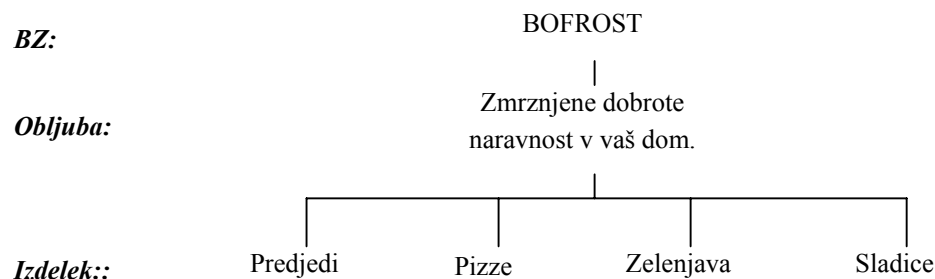 BZ: BOFROST
Obljuba: Zmrznjene dobrote
naravnost v vaš dom.
Izdelek:: Predjedi Pizze Zelenjava Sladice